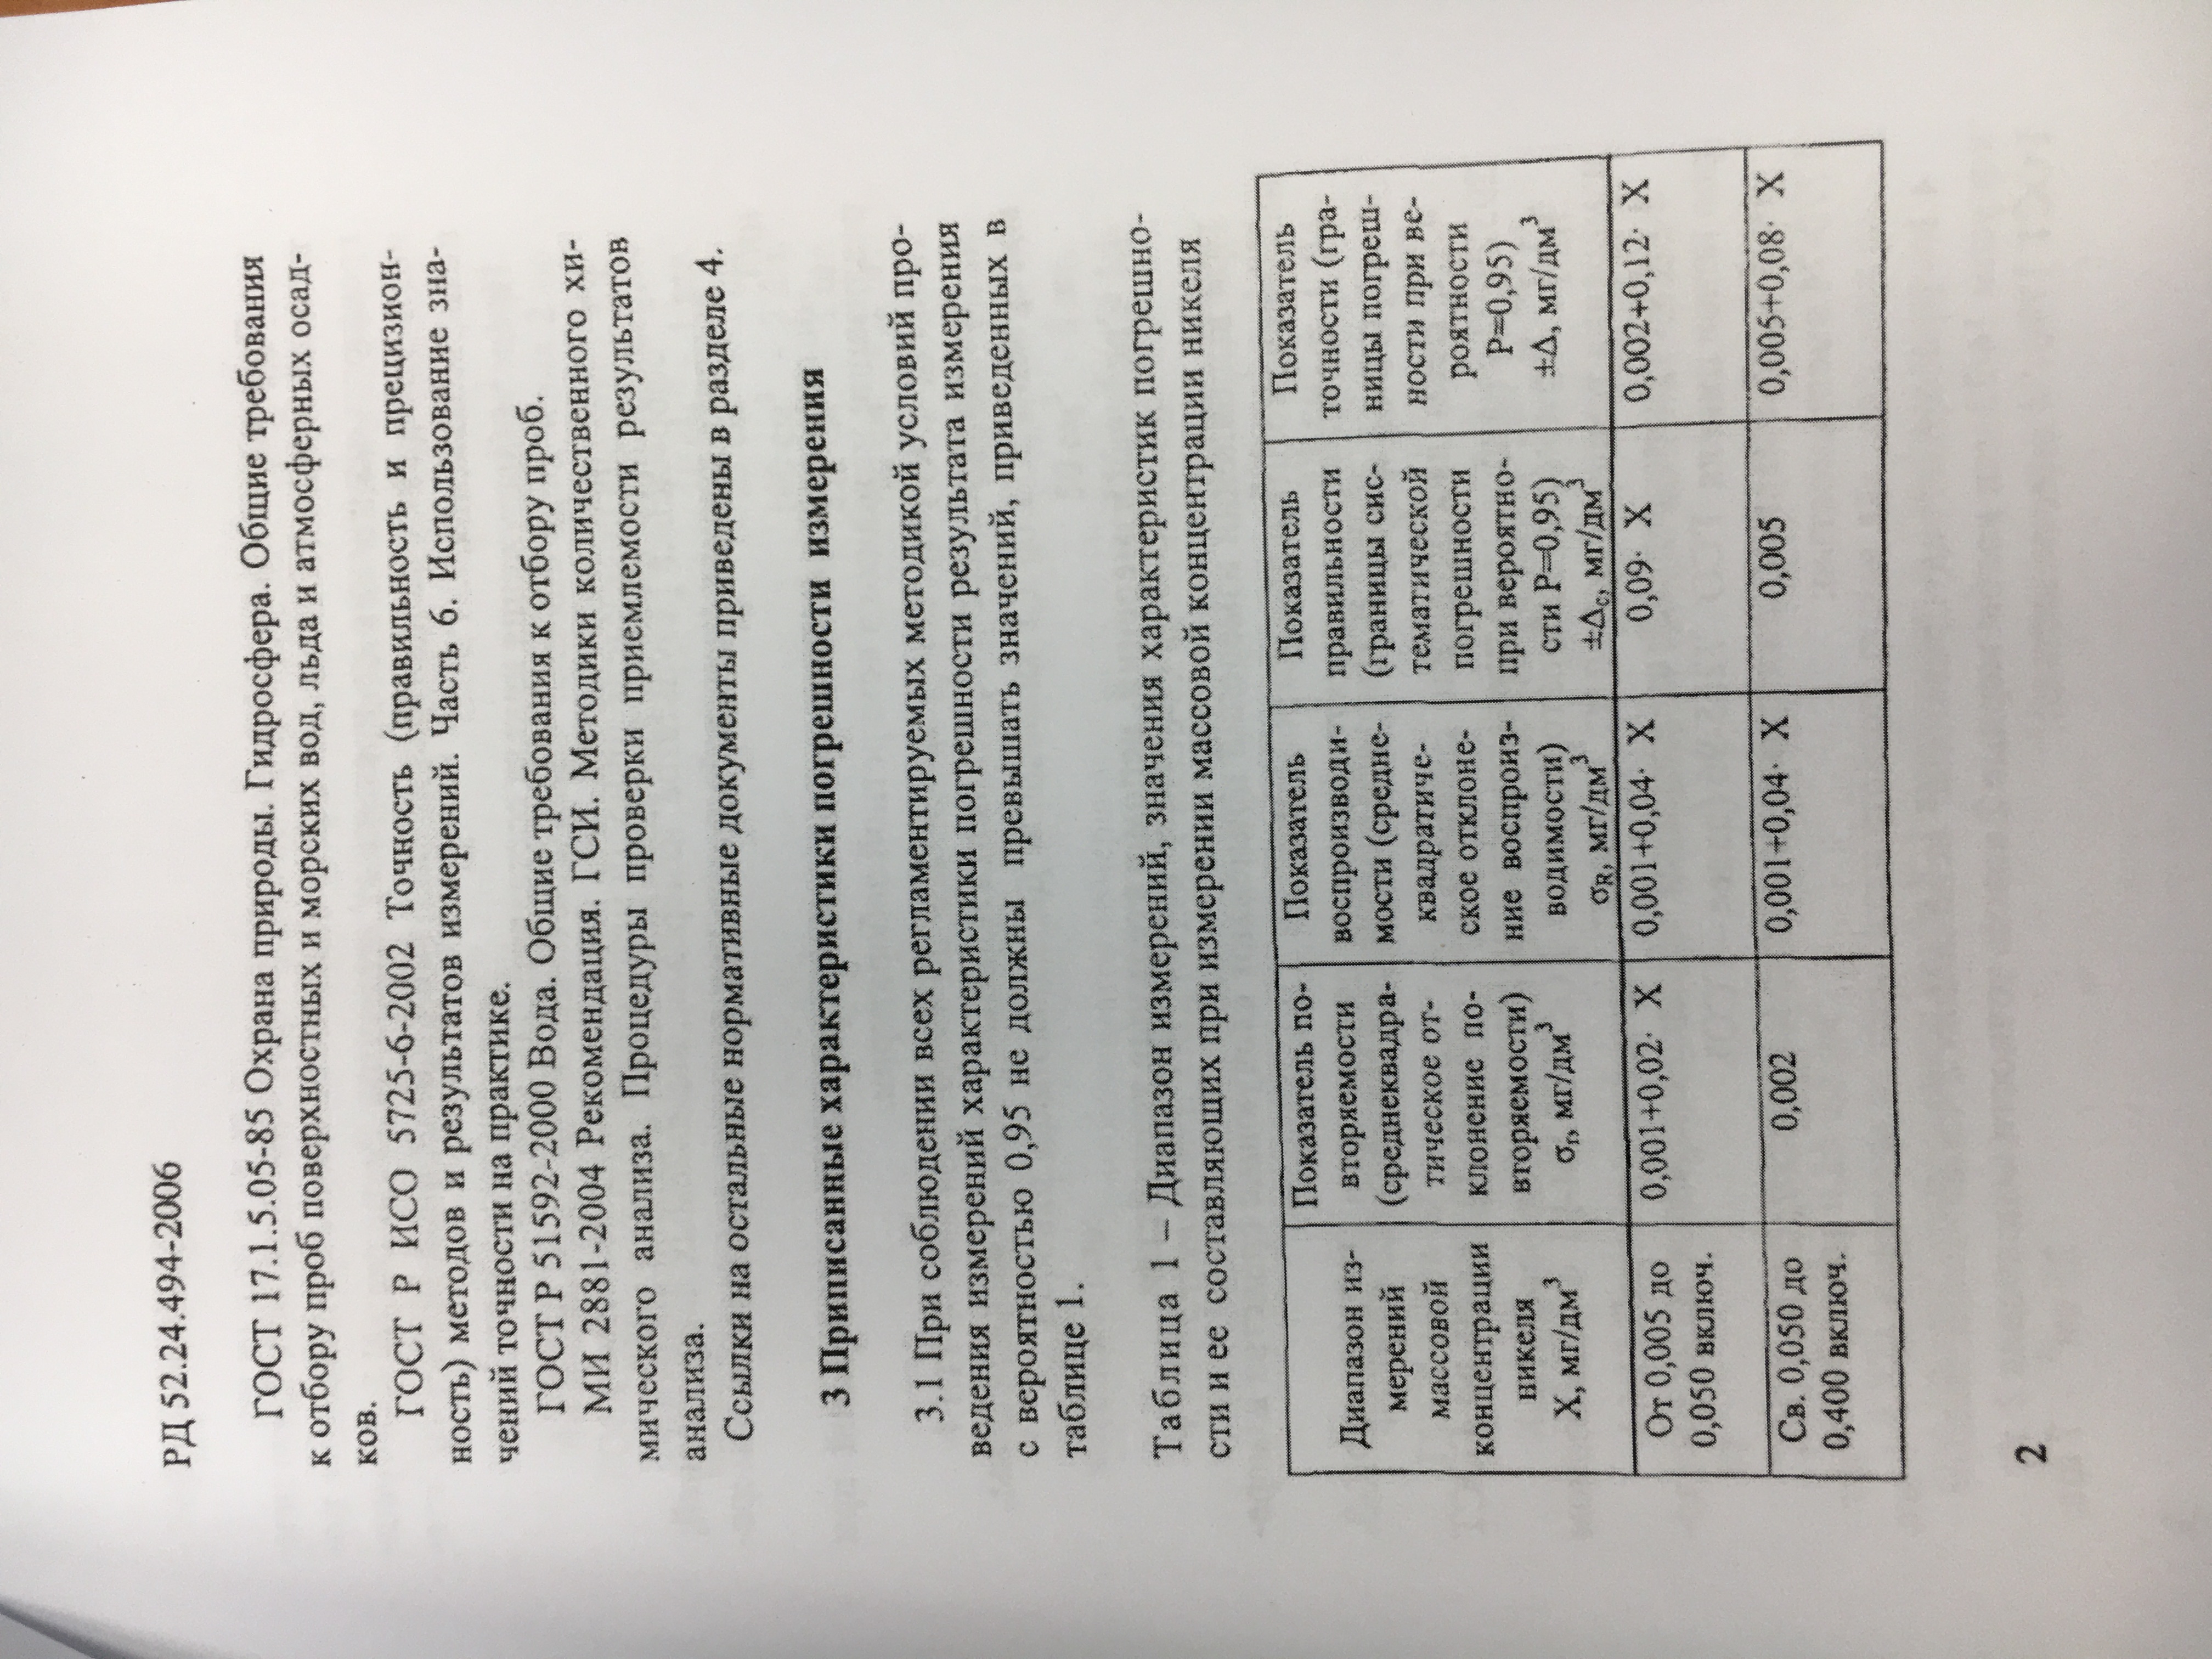 РД 52.24.494-2006
ГОСТ 17.1.5.05-85 Охрана природы. Гидросфера. Общие требования
к отбору проб поверхностных и морских вод, льда и атмосферных осад-
ков.
ГОСТ Р ИСО 5725-6-2002 Точность (правильность и прецизион-
ность) методов и результатов измерений. Часть 6. Использование зна-
чений точности на практике.
ГОСТ Р 51592-2000 Вода. Общие требования к отбору проб.
МИ 2881-2004 Рекомендация. ГСИ. Методики количественного хи-
мического анализа. Процедуры проверки приемлемости результатов
анализа.
Ссылки на остальные нормативные документы приведены в разделе 4.
3 Приписанные характеристики погрешности измерения
3.1 При соблюдении всех регламентируемых методикой условий про-
ведения измерений характеристики погрешности результата измерения
с вероятностью 0,95 не должны превышать значений, приведенных в
таблице 1.
Таблица 1 – Диапазон измерений, значения характеристик погрешно-
сти и ее составляющих при измерении массовой концентрации никеля
Диапазон из-
мерений
массовой
концентрации
никеля
X, мг/дм³
Показатель по-
вторяемости
(среднеквадра-
тическое от-
клонение по-
вторяемости)
σr, мг/дм³
Показатель
воспроизводи-
мости (средне-
квадратиче-
ское отклоне-
ние воспроиз-
водимости)
σR, мг/дм³
Показатель
правильности
(границы сис-
тематической
погрешности
при вероятно-
сти P=0,95)
±Δс, мг/дм³
Показатель
точности (гра-
ницы погреш-
ности при ве-
роятности
P=0,95)
±Δ, мг/дм³
От 0,005 до
0,050 включ.
0,001+0,02· X
0,001+0,04· X
0,09· X
0,002+0,12· X
Св. 0,050 до
0,400 включ.
0,002
0,001+0,04· X
0,005
0,005+0,08· X
2